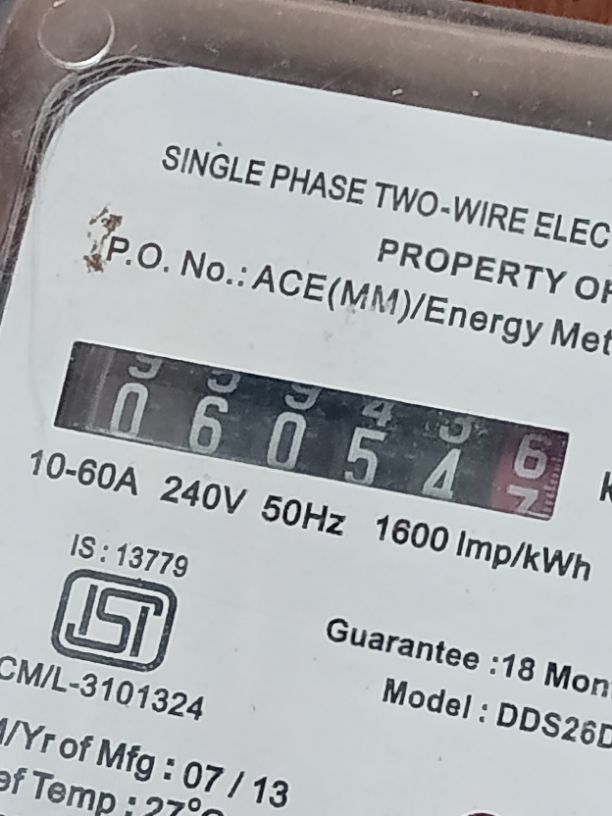 SINGLE PHASE TWO-WIRE ELEC
PROPERTY OF
P.O. No.: ACE(MM)/Energy Met
060546
k
10-60A 240V 50Hz 1600 Imp/kWh
IS : 13779
ISI
CM/L-3101324
Guarantee :18 Mon
Model : DDS26D
/Yr of Mfg : 07 / 13
ef Temp : 27°C